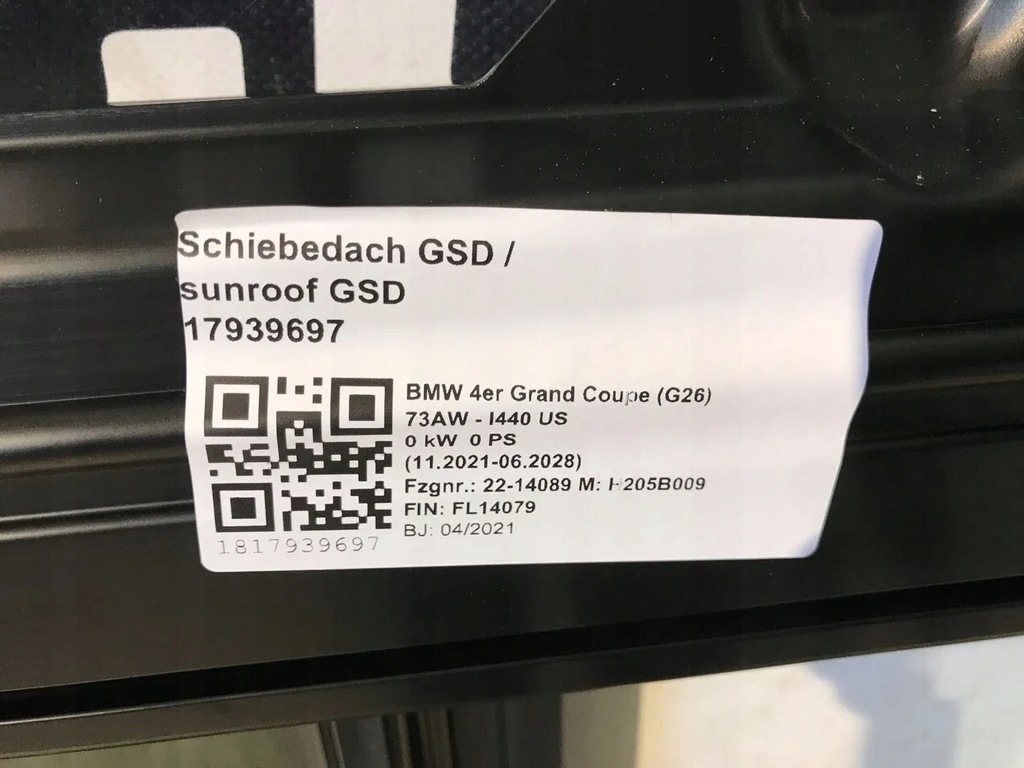 Schiebedach GSD /
sunroof GSD
17939697
BMW 4er Grand Coupe (G26)
73AW - I440 US
0 kW 0 PS
(11.2021-06.2028)
Fzgnr.: 22-14089 M: H205B009
FIN: FL14079
BJ: 04/2021
1817939697